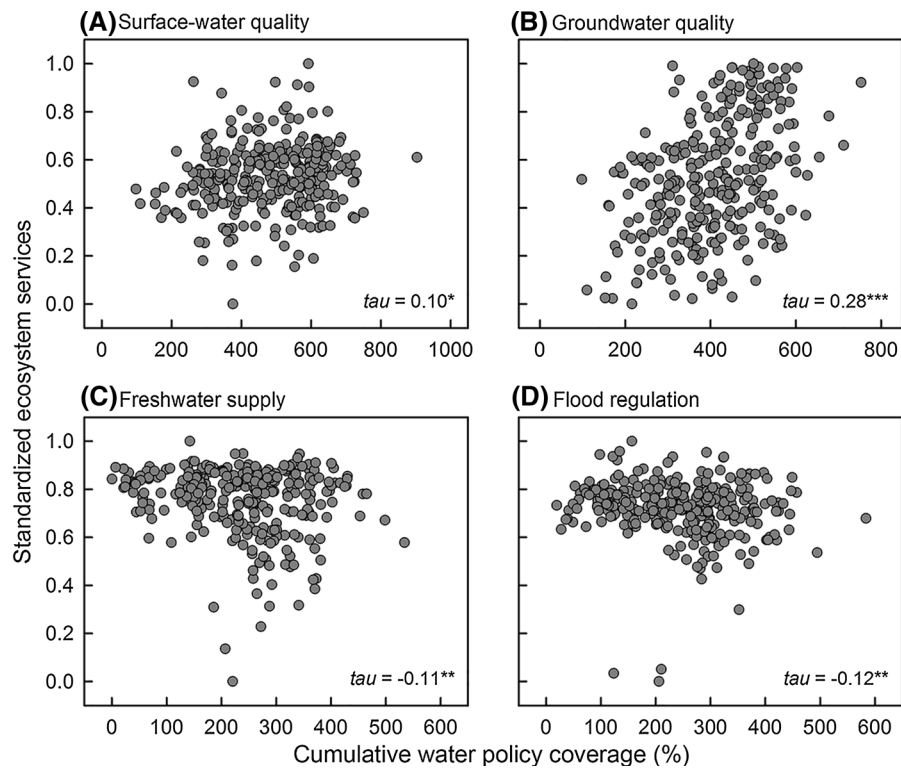 (A) Surface-water quality
(B) Groundwater quality
1.0
0.8
0.6
0.4
0.2
0.0
tau = 0.10*
tau = 0.28***
0 200 400 600 800 1000
0 200 400 600 800
(C) Freshwater supply
(D) Flood regulation
1.0
0.8
0.6
0.4
0.2
0.0
tau = -0.11**
tau = -0.12**
0 100 200 300 400 500 600
0 100 200 300 400 500 600
Standardized ecosystem services
Cumulative water policy coverage (%)